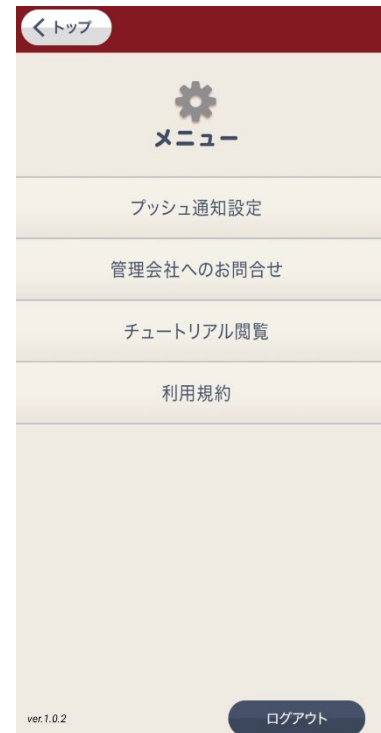 トップ
メニュー
プッシュ通知設定
管理会社へのお問合せ
チュートリアル閲覧
利用規約
ver.1.0.2
ログアウト